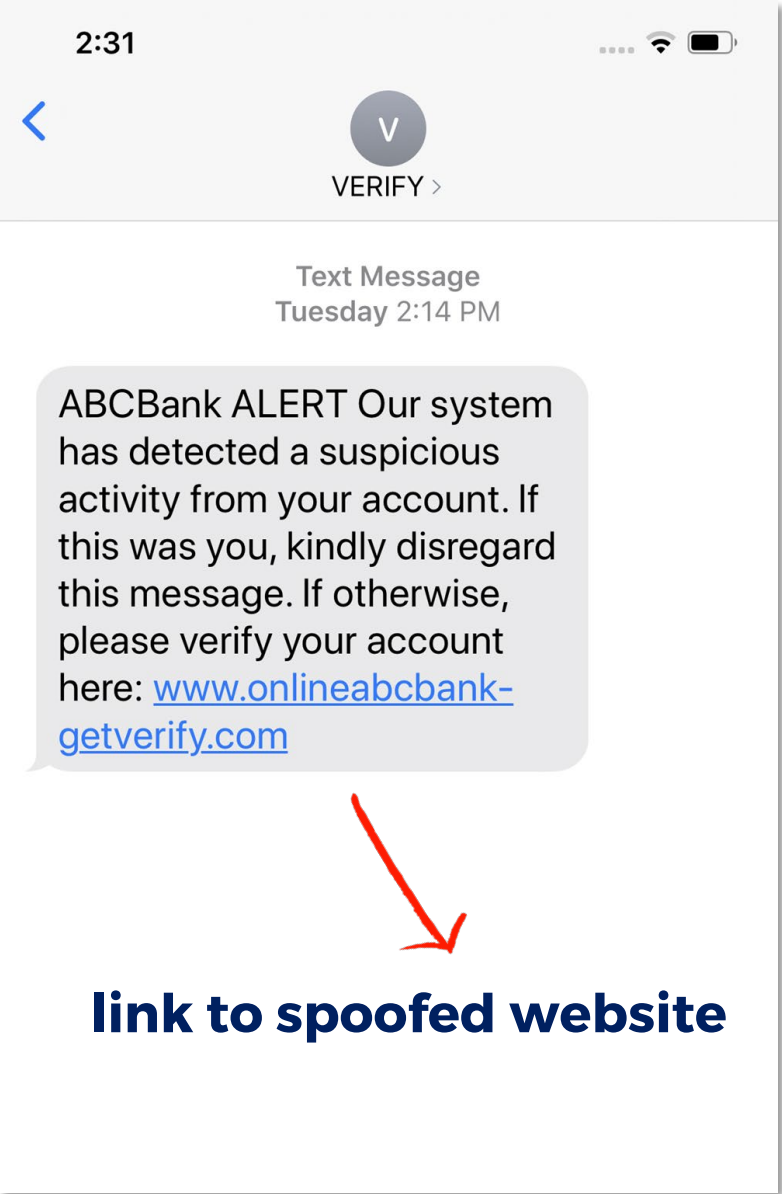 2:31
V
VERIFY
Text Message
Tuesday 2:14 PM
ABCBank ALERT Our system
has detected a suspicious
activity from your account. If
this was you, kindly disregard
this message. If otherwise,
please verify your account
here: www.onlineabcbank-
getverify.com
link to spoofed website